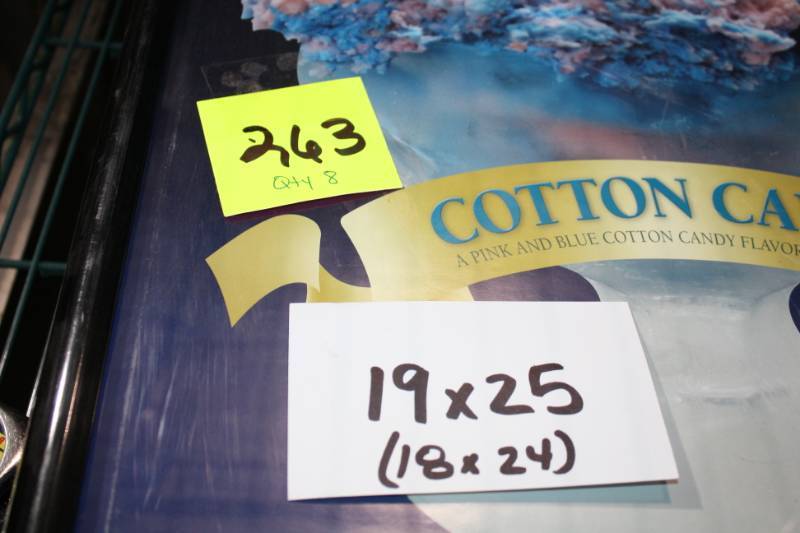 263
Qty 8
COTTON CA
A PINK AND BLUE COTTON CANDY FLAVOR
19x25
(18x24)